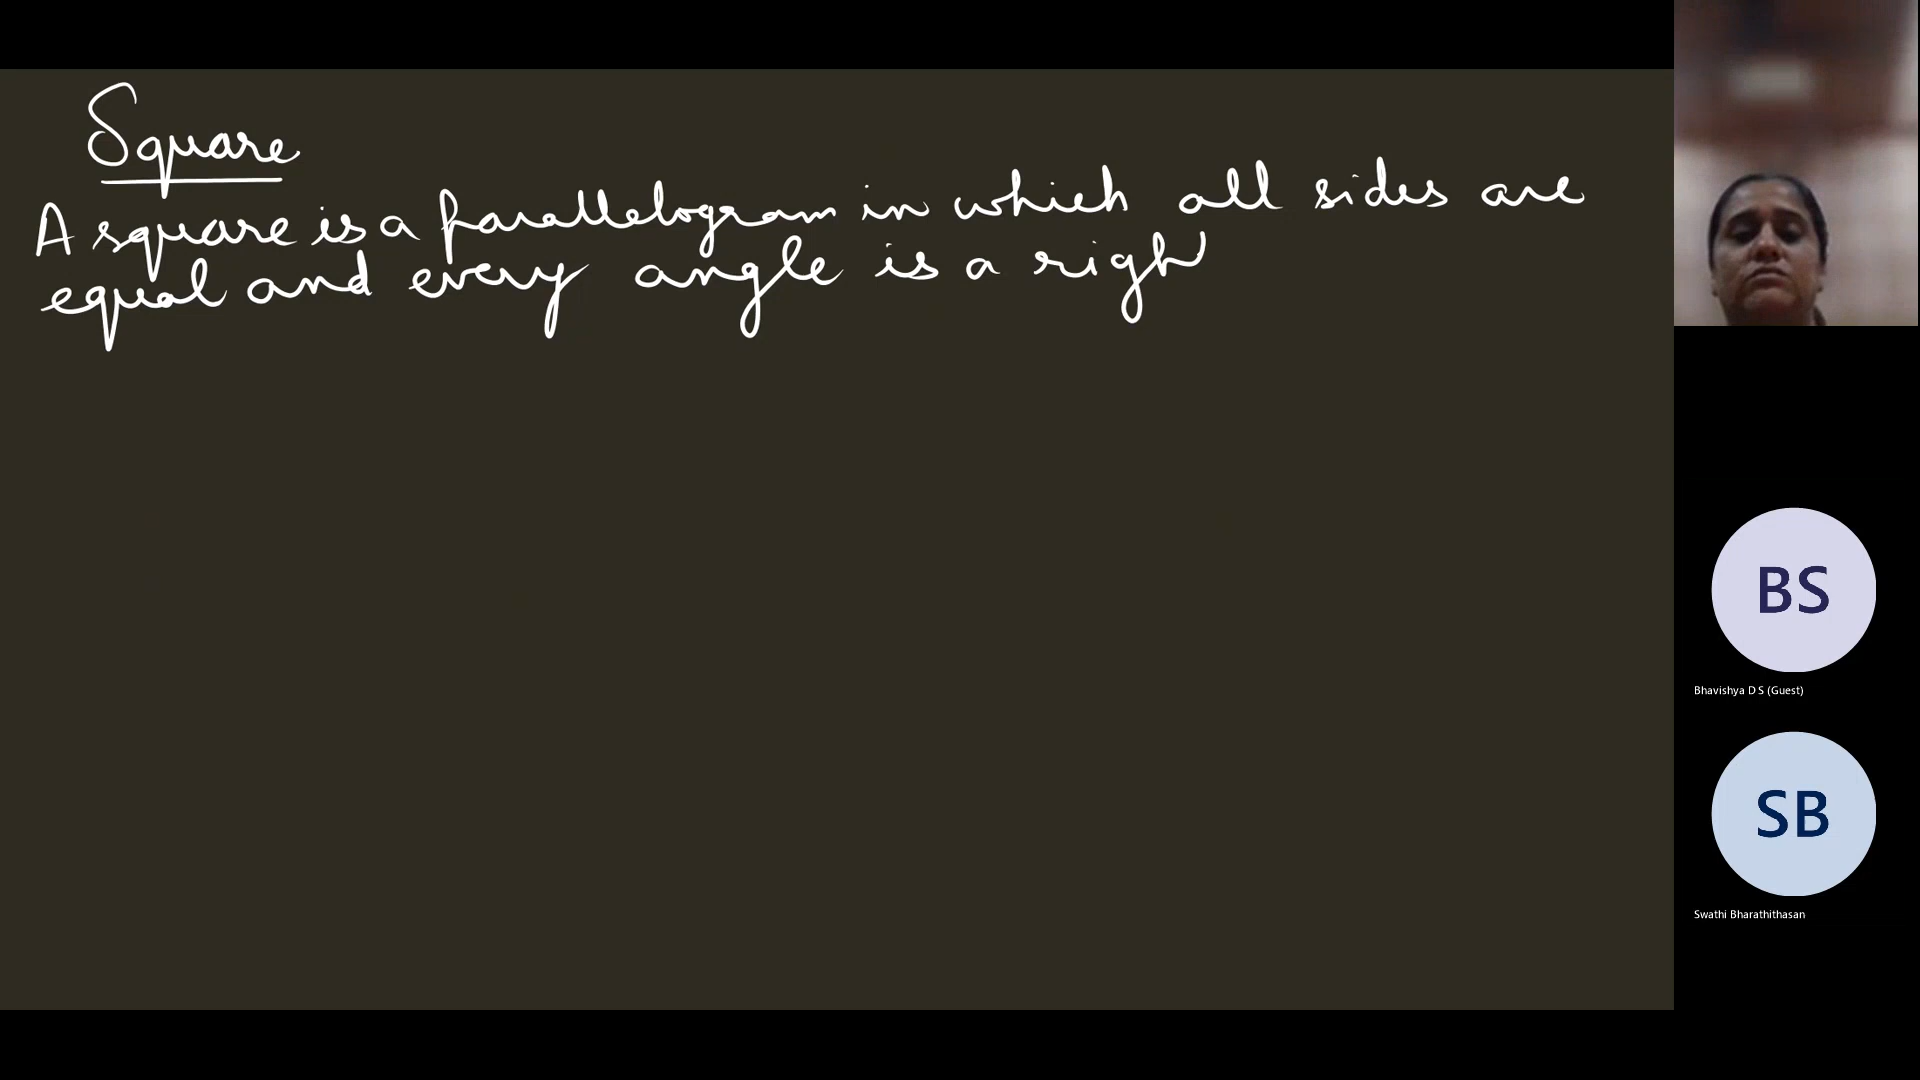 Square
A square is a parallelogram in which all sides are
equal and every angle is a righ
BS
Bhavishya D S (Guest)
SB
Swathi Bharathithasan